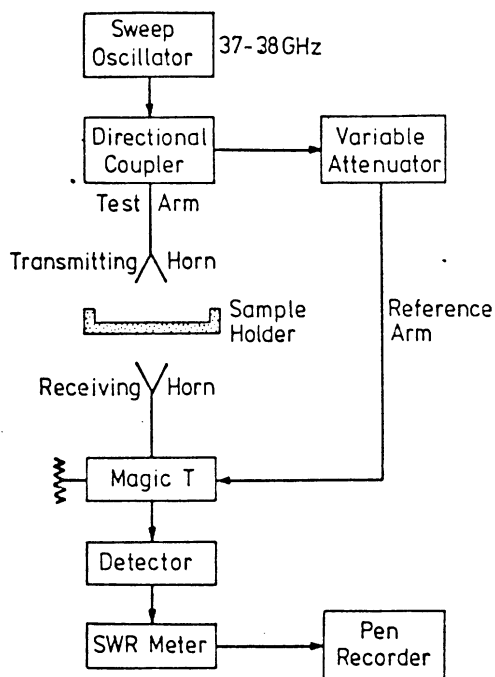 Sweep
Oscillator
37-38GHz
Directional
Coupler
Variable
Attenuator
Test Arm
Transmitting Horn
Sample
Holder
Reference
Arm
Receiving Horn
Magic T
Detector
SWR Meter
Pen
Recorder